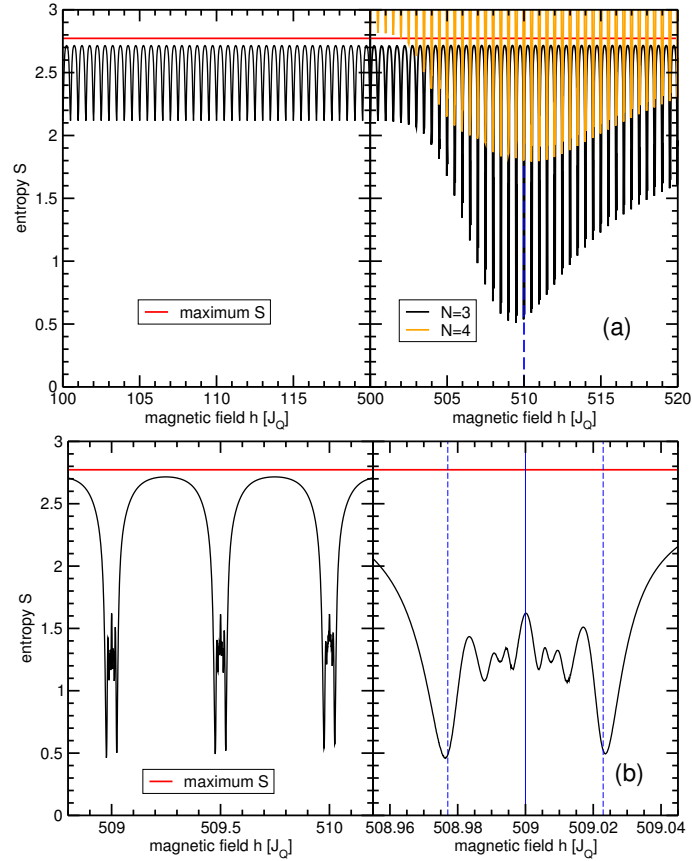 3
2.5
2
1.5
1
0.5
0
entropy S
maximum S
N=3
N=4
(a)
100 105 110 115 500 505 510 515 520
magnetic field h [J_Q] magnetic field h [J_Q]
3
2.5
2
1.5
1
0.5
0
entropy S
maximum S
(b)
509 509.5 510 508.96 508.98 509 509.02 509.04
magnetic field h [J_Q] magnetic field h [J_Q]